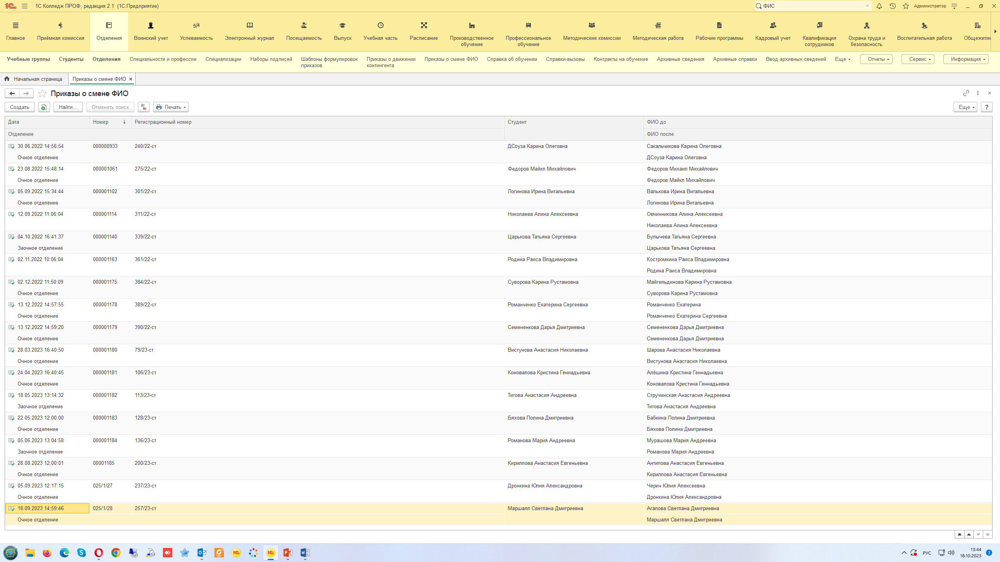 1С Колледж ПРОФ, редакция 2.1 (1С:Предприятие)
ФИС
Администратор
Главное
Приёмная комиссия
Отделения
Воинский учет
5/4
Успеваемость
Электронный журнал
Посещаемость
Выпуск
Учебная часть
Расписание
Производственное обучение
Профессиональное обучение
Методические комиссии
Методическая работа
Рабочие программы
Кадровый учет
Квалификация сотрудников
Охрана труда и безопасность
Воспитательная работа
Общежитие
Учебные группы
Студенты
Отделения
Специальности и профессии
Специализации
Наборы подписей
Шаблоны формулировок приказов
Приказы о движении контингента
Приказы о смене ФИО
Справка об обучении
Справки-вызовы
Контракты на обучение
Архивные сведения
Архивные справки
Ввод архивных сведений
Еще
Отчеты
Сервис
Информация
Начальная страница
Приказы о смене ФИО
Приказы о смене ФИО
Создать
Найти...
Отменить поиск
Дт Кт
Печать
Еще
?
Дата Номер Регистрационный номер Студент ФИО до
Отделение ФИО после
30.06.2022 14:56:54 000000933 240/22-ст ДСоуза Карина Олеговна Сакальчикова Карина Олеговна
Очное отделение ДСоуза Карина Олеговна
23.08.2022 15:48:14 000001061 275/22-ст Федоров Майкл Михайлович Федоров Михаил Михайлович
Очное отделение Федоров Майкл Михайлович
05.09.2022 15:34:44 000001102 301/22-ст Логинова Ирина Витальевна Валькова Ирина Витальевна
Очное отделение Логинова Ирина Витальевна
12.09.2022 11:06:04 000001114 311/22-ст Николаева Алина Алексеевна Овчинникова Алина Алексеевна
Николаева Алина Алексеевна
04.10.2022 16:41:37 000001140 339/22-ст Царькова Татьяна Сергеевна Булычева Татьяна Сергеевна
Заочное отделение Царькова Татьяна Сергеевна
02.11.2022 10:06:04 000001163 361/22-ст Родина Раиса Владимировна Костромкина Раиса Владимировна
Родина Раиса Владимировна
02.12.2022 11:50:09 000001175 384/22-ст Суворова Карина Рустамовна Майгельдинова Карина Рустамовна
Очное отделение Суворова Карина Рустамовна
13.12.2022 14:57:55 000001178 389/22-ст Романченко Екатерина Сергеевна Романченко Екатерина
Очное отделение Романченко Екатерина Сергеевна
13.12.2022 14:59:20 000001179 390/22-ст Семененкова Дарья Дмитриевна Семененкова Дарья Дмитриевна
Очное отделение Семененкова Дарья Дмитриевна
28.03.2023 16:40:50 000001180 79/23-ст Вистунова Анастасия Николаевна Шарова Анастасия Николаевна
Очное отделение Вистунова Анастасия Николаевна
24.04.2023 16:40:45 000001181 106/23-ст Коновалова Кристина Геннадьевна Алёшина Кристина Геннадьевна
Очное отделение Коновалова Кристина Геннадьевна
18.05.2023 13:14:32 000001182 113/23-ст Титова Анастасия Андреевна Стручинская Анастасия Андреевна
Заочное отделение Титова Анастасия Андреевна
22.05.2023 12:00:00 000001183 128/23-ст Бяхова Полина Дмитриевна Бабкина Полина Дмитриевна
Очное отделение Бяхова Полина Дмитриевна
05.06.2023 13:04:58 000001184 136/23-ст Романова Мария Андреевна Мурашова Мария Андреевна
Заочное отделение Романова Мария Андреевна
28.08.2023 12:00:01 00001185 200/23-ст Кириллова Анастасия Евгеньевна Антипова Анастасия Евгеньевна
Очное отделение Кириллова Анастасия Евгеньевна
05.09.2023 12:17:15 025/1/27 237/23-ст Дронкина Юлия Александровна Черич Юлия Алексеевна
Очное отделение Дронкина Юлия Александровна
18.09.2023 14:59:46 025/1/28 257/23-ст Маршалл Светлана Дмитриевна Агапова Светлана Дмитриевна
Очное отделение Маршалл Светлана Дмитриевна
РУС
13:44
18.10.2023
3